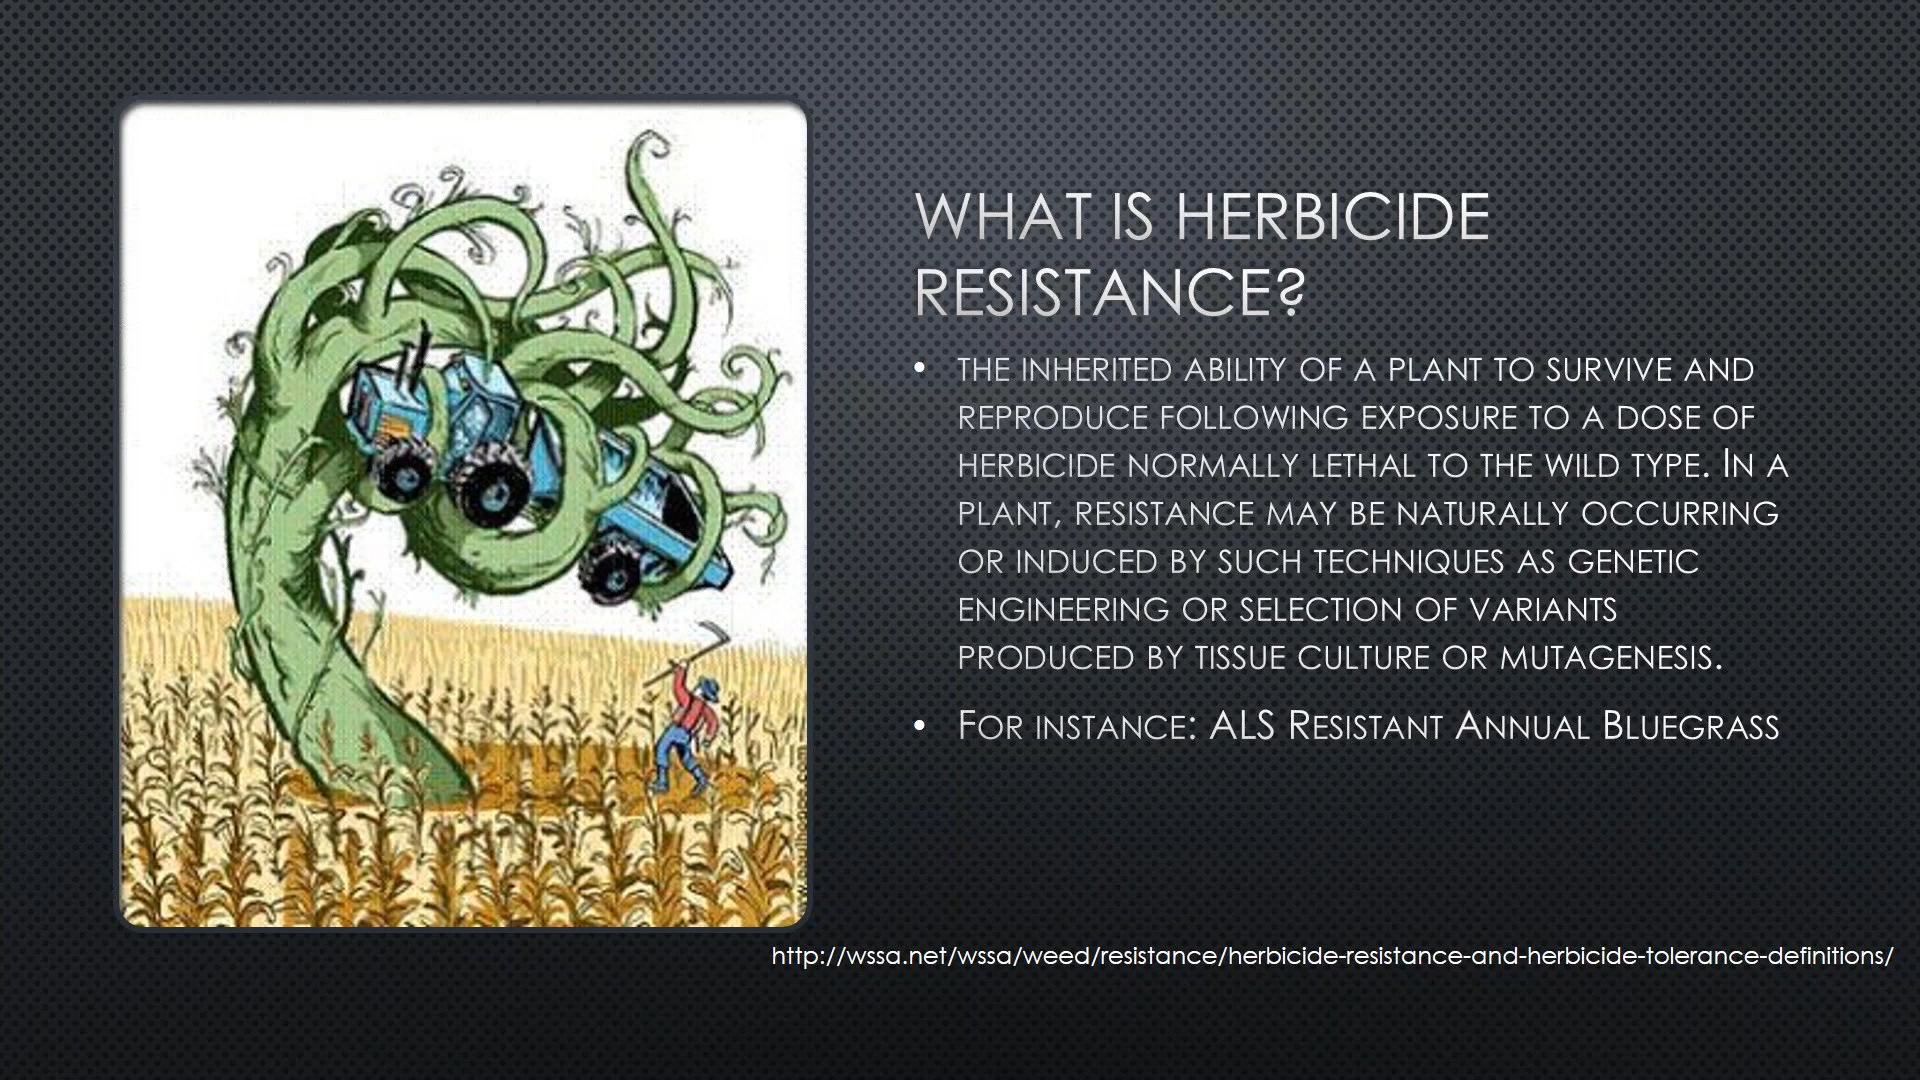 WHAT IS HERBICIDE
RESISTANCE?
• THE INHERITED ABILITY OF A PLANT TO SURVIVE AND
REPRODUCE FOLLOWING EXPOSURE TO A DOSE OF
HERBICIDE NORMALLY LETHAL TO THE WILD TYPE. IN A
PLANT, RESISTANCE MAY BE NATURALLY OCCURRING
OR INDUCED BY SUCH TECHNIQUES AS GENETIC
ENGINEERING OR SELECTION OF VARIANTS
PRODUCED BY TISSUE CULTURE OR MUTAGENESIS.
• FOR INSTANCE: ALS RESISTANT ANNUAL BLUEGRASS
http://wssa.net/wssa/weed/resistance/herbicide-resistance-and-herbicide-tolerance-definitions/